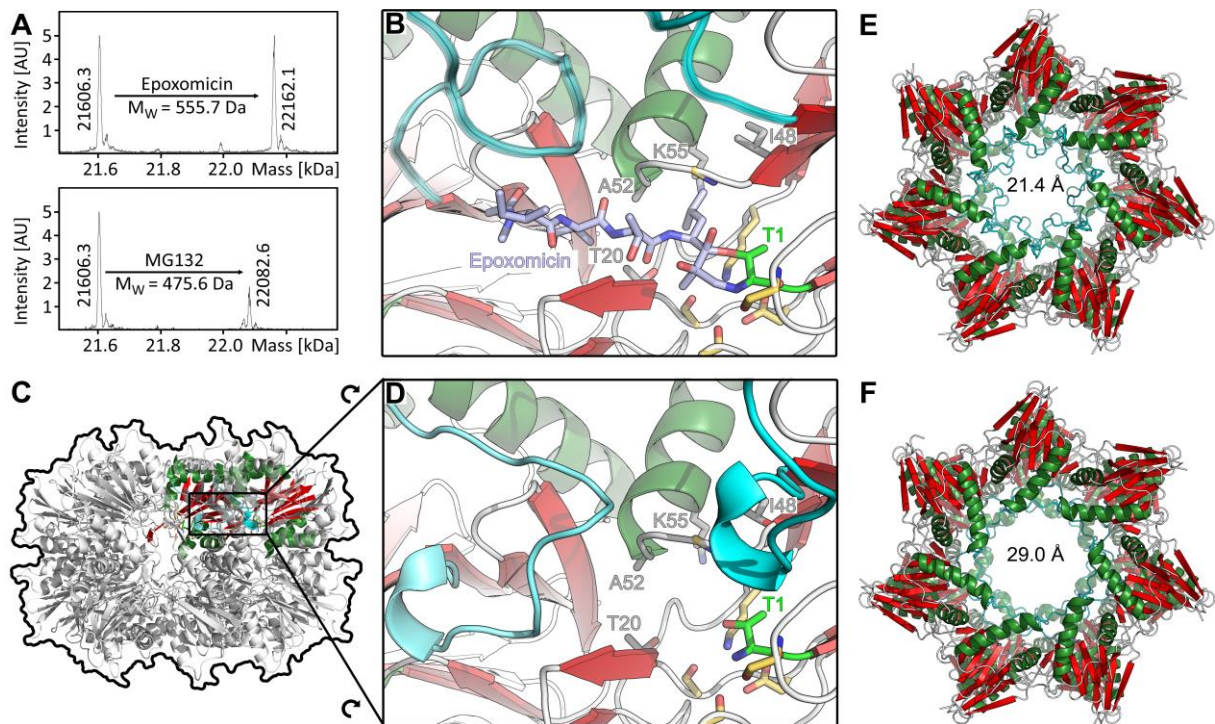 A
Intensity [AU]
5
4
3
2
1
21606.3
Epoxomicin
Mw = 555.7 Da
22162.1
21.6 21.8 22.0 Mass [kDa]
Intensity [AU]
5
4
3
2
1
21606.3
MG132
Mw = 475.6 Da
22082.6
21.6 21.8 22.0 Mass [kDa]
B
I48
K55
A52
T1
Epoxomicin
T20
E
21.4 Å
C
D
I48
K55
A52
T1
T20
F
29.0 Å